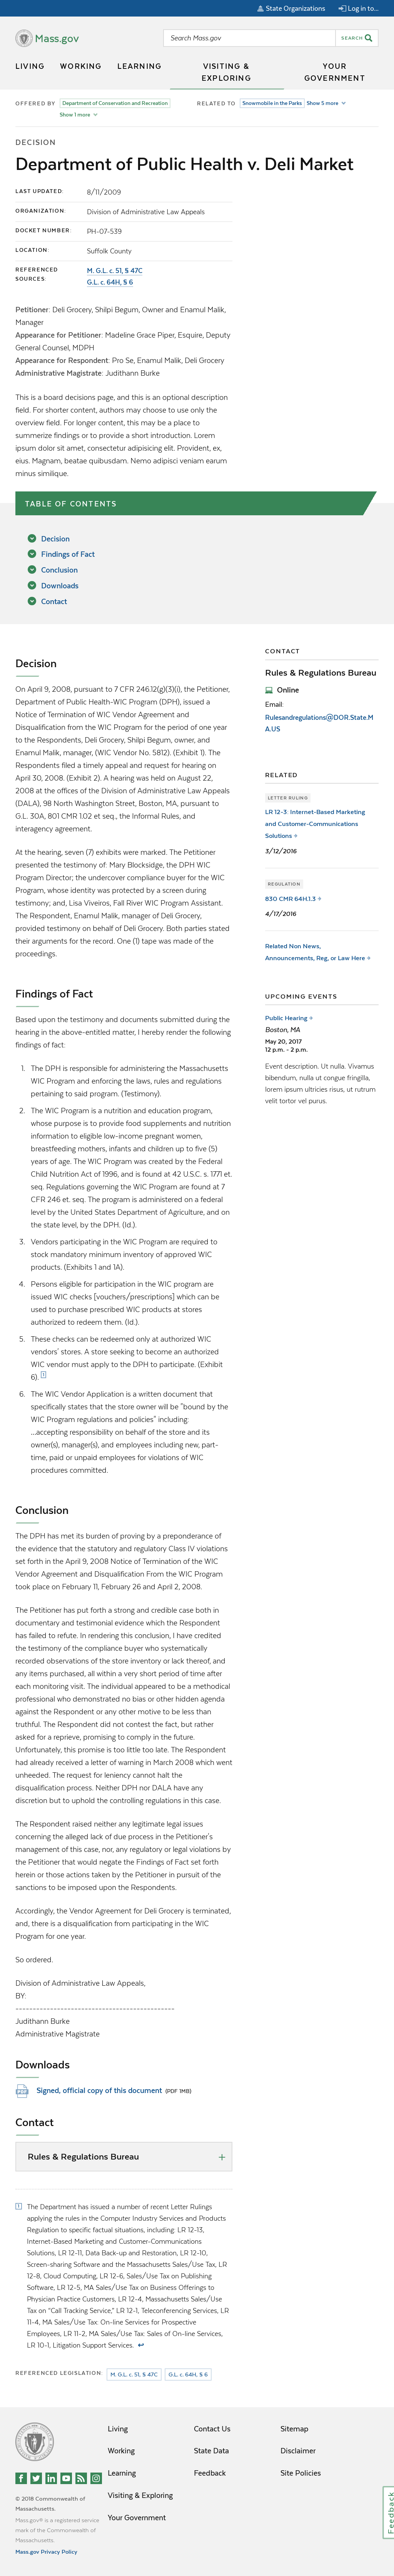 State Organizations
Log in to...
Mass.gov
Search Mass.gov
SEARCH
LIVING
WORKING
LEARNING
VISITING &
EXPLORING
YOUR
GOVERNMENT
OFFERED BY
Department of Conservation and Recreation
Show 1 more
RELATED TO
Snowmobile in the Parks
Show 5 more
DECISION
Department of Public Health v. Deli Market
LAST UPDATED:
8/11/2009
ORGANIZATION:
Division of Administrative Law Appeals
DOCKET NUMBER:
PH-07-539
LOCATION:
Suffolk County
REFERENCED
SOURCES:
M. G.L. c. 51, § 47C
G.L. c. 64H, § 6
Petitioner: Deli Grocery, Shilpi Begum, Owner and Enamul Malik,
Manager
Appearance for Petitioner: Madeline Grace Piper, Esquire, Deputy
General Counsel, MDPH
Appearance for Respondent: Pro Se, Enamul Malik, Deli Grocery
Administrative Magistrate: Judithann Burke
This is a board decisions page, and this is an optional description
field. For shorter content, authors may choose to use only the
overview field. For longer content, this may be a place to
summerize findings or to provide a short introduction. Lorem
ipsum dolor sit amet, consectetur adipisicing elit. Provident, ex,
eius. Magnam, beatae quibusdam. Nemo adipisci veniam earum
minus similique.
TABLE OF CONTENTS
Decision
Findings of Fact
Conclusion
Downloads
Contact
Decision
On April 9, 2008, pursuant to 7 CFR 246.12(g)(3)(i), the Petitioner,
Department of Public Health-WIC Program (DPH), issued a
Notice of Termination of WIC Vendor Agreement and
Disqualification from the WIC Program for the period of one year
to the Respondents, Deli Grocery, Shilpi Begum, owner, and
Enamul Malik, manager, (WIC Vendor No. 5812). (Exhibit 1). The
Respondents filed a timely appeal and request for hearing on
April 30, 2008. (Exhibit 2). A hearing was held on August 22,
2008 at the offices of the Division of Administrative Law Appeals
(DALA), 98 North Washington Street, Boston, MA, pursuant to
G.L. 30A, 801 CMR 1.02 et seq., the Informal Rules, and
interagency agreement.
At the hearing, seven (7) exhibits were marked. The Petitioner
presented the testimony of: Mary Blocksidge, the DPH WIC
Program Director; the undercover compliance buyer for the WIC
Program, whose identity was protected by a screen during
testimony; and, Lisa Viveiros, Fall River WIC Program Assistant.
The Respondent, Enamul Malik, manager of Deli Grocery,
provided testimony on behalf of Deli Grocery. Both parties stated
their arguments for the record. One (1) tape was made of the
proceedings.
Findings of Fact
Based upon the testimony and documents submitted during the
hearing in the above-entitled matter, I hereby render the following
findings of fact:
1. The DPH is responsible for administering the Massachusetts
WIC Program and enforcing the laws, rules and regulations
pertaining to said program. (Testimony).
2. The WIC Program is a nutrition and education program,
whose purpose is to provide food supplements and nutrition
information to eligible low-income pregnant women,
breastfeeding mothers, infants and children up to five (5)
years of age. The WIC Program was created by the Federal
Child Nutrition Act of 1996, and is found at 42 U.S.C. s. 1771 et.
seq. Regulations governing the WIC Program are found at 7
CFR 246 et. seq. The program is administered on a federal
level by the United States Department of Agriculture, and on
the state level, by the DPH. (Id.).
3. Vendors participating in the WIC Program are required to
stock mandatory minimum inventory of approved WIC
products. (Exhibits 1 and 1A).
4. Persons eligible for participation in the WIC program are
issued WIC checks [vouchers/prescriptions] which can be
used to purchase prescribed WIC products at stores
authorized to redeem them. (Id.).
5. These checks can be redeemed only at authorized WIC
vendors' stores. A store seeking to become an authorized
WIC vendor must apply to the DPH to participate. (Exhibit
6). 1
6. The WIC Vendor Application is a written document that
specifically states that the store owner will be "bound by the
WIC Program regulations and policies" including:
...accepting responsibility on behalf of the store and its
owner(s), manager(s), and employees including new, part-
time, paid or unpaid employees for all violations of WIC
procedures committed.
Conclusion
The DPH has met its burden of proving by a preponderance of
the evidence that the statutory and regulatory Class IV violations
set forth in the April 9, 2008 Notice of Termination of the WIC
Vendor Agreement and Disqualification From the WIC Program
took place on February 11, February 26 and April 2, 2008.
The Petitioner has put forth a strong and credible case both in
documentary and testimonial evidence which the Respondent
has failed to refute. In rendering this conclusion, I have credited
the testimony of the compliance buyer who systematically
recorded observations of the store inventory or lack thereof, and
any items purchased, all within a very short period of time after
each monitoring visit. The individual appeared to be a methodical
professional who demonstrated no bias or other hidden agenda
against the Respondent or any other motive to be less than
truthful. The Respondent did not contest the fact, but rather
asked for a reprieve, promising to comply in the future.
Unfortunately, this promise is too little too late. The Respondent
had already received a letter of warning in March 2008 which went
unheeded. The request for leniency cannot halt the
disqualification process. Neither DPH nor DALA have any
discretion but to uphold the controlling regulations in this case.
The Respondent raised neither any legitimate legal issues
concerning the alleged lack of due process in the Petitioner's
management of this case, nor, any regulatory or legal violations by
the Petitioner that would negate the Findings of Fact set forth
herein or those actions taken by the Petitioner in pursuit of the
sanctions to be imposed upon the Respondents.
Accordingly, the Vendor Agreement for Deli Grocery is terminated,
and, there is a disqualification from participating in the WIC
Program for one year.
So ordered.
Division of Administrative Law Appeals,
BY:
-----------------------------------------------
Judithann Burke
Administrative Magistrate
Downloads
Signed, official copy of this document (PDF 1MB)
Contact
Rules & Regulations Bureau
1 The Department has issued a number of recent Letter Rulings
applying the rules in the Computer Industry Services and Products
Regulation to specific factual situations, including: LR 12-13,
Internet-Based Marketing and Customer-Communications
Solutions, LR 12-11, Data Back-up and Restoration, LR 12-10,
Screen-sharing Software and the Massachusetts Sales/Use Tax, LR
12-8, Cloud Computing, LR 12-6, Sales/Use Tax on Publishing
Software, LR 12-5, MA Sales/Use Tax on Business Offerings to
Physician Practice Customers, LR 12-4, Massachusetts Sales/Use
Tax on "Call Tracking Service," LR 12-1, Teleconferencing Services, LR
11-4, MA Sales/Use Tax: On-line Services for Prospective
Employees, LR 11-2, MA Sales/Use Tax: Sales of On-line Services,
LR 10-1, Litigation Support Services. ↩
REFERENCED LEGISLATION:
M. G.L. c. 51, § 47C
G.L. c. 64H, § 6
CONTACT
Rules & Regulations Bureau
Online
Email:
Rulesandregulations@DOR.State.M
A.US
RELATED
LETTER RULING
LR 12-3: Internet-Based Marketing
and Customer-Communications
Solutions
3/12/2016
REGULATION
830 CMR 64H.1.3
4/17/2016
Related Non News,
Announcements, Reg, or Law Here
UPCOMING EVENTS
Public Hearing
Boston, MA
May 20, 2017
12 p.m. - 2 p.m.
Event description. Ut nulla. Vivamus
bibendum, nulla ut congue fringilla,
lorem ipsum ultricies risus, ut rutrum
velit tortor vel purus.
Living
Working
Learning
Visiting & Exploring
Your Government
Contact Us
State Data
Feedback
Sitemap
Disclaimer
Site Policies
© 2018 Commonwealth of
Massachusetts.
Mass.gov® is a registered service
mark of the Commonwealth of
Massachusetts.
Mass.gov Privacy Policy
Feedback